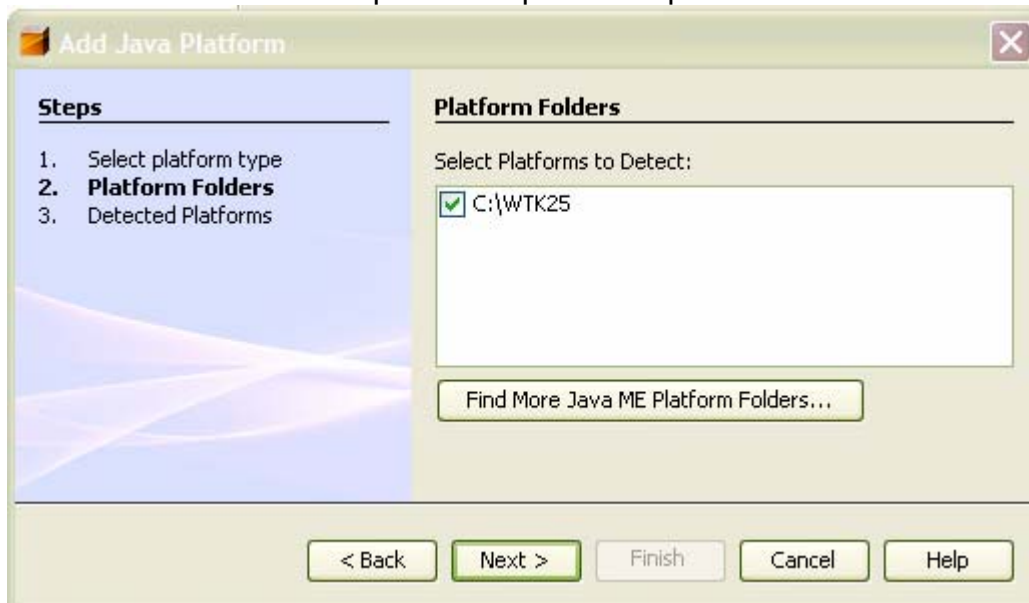 Add Java Platform
Steps
1. Select platform type
2. Platform Folders
3. Detected Platforms
Platform Folders
Select Platforms to Detect:
C:\WTK25
Find More Java ME Platform Folders...
< Back
Next >
Finish
Cancel
Help